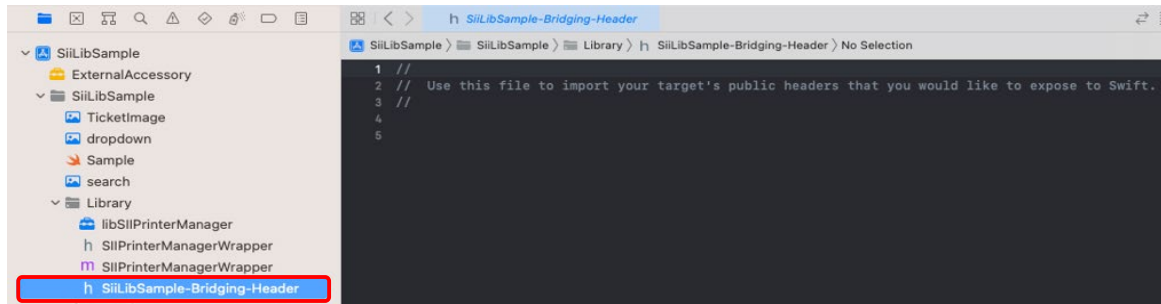 SiiLibSample
ExternalAccessory
SiiLibSample
TicketImage
dropdown
Sample
search
Library
libSIIPrinterManager
h SIIPrinterManagerWrapper
m SIIPrinterManagerWrapper
h SiiLibSample-Bridging-Header
h SiiLibSample-Bridging-Header
SiiLibSample 〉 SiiLibSample 〉 Library 〉 h SiiLibSample-Bridging-Header 〉 No Selection
1 //
2 // Use this file to import your target's public headers that you would like to expose to Swift.
3 //
4
5